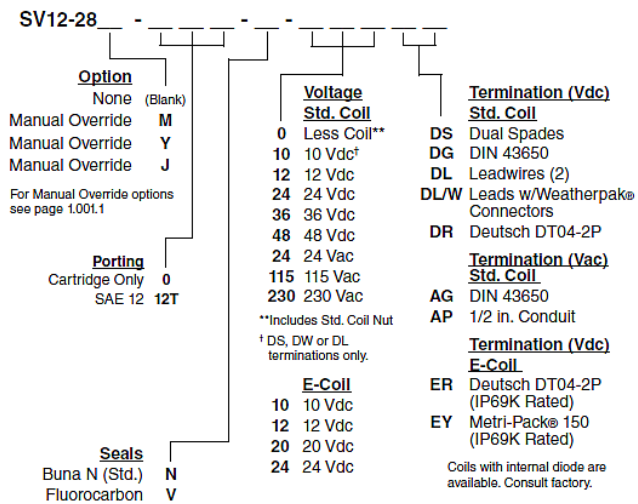 SV12-28__ - _ _ _ - _ - _ _ _ _ _
Option
None (Blank)
Manual Override M
Manual Override Y
Manual Override J
For Manual Override options
see page 1.001.1
Porting
Cartridge Only 0
SAE 12 12T
Seals
Buna N (Std.) N
Fluorocarbon V
Voltage
Std. Coil
0 Less Coil**
10 10 Vdc†
12 12 Vdc
24 24 Vdc
36 36 Vdc
48 48 Vdc
24 24 Vac
115 115 Vac
230 230 Vac
**Includes Std. Coil Nut
† DS, DW or DL
terminations only.
E-Coil
10 10 Vdc
12 12 Vdc
20 20 Vdc
24 24 Vdc
Termination (Vdc)
Std. Coil
DS Dual Spades
DG DIN 43650
DL Leadwires (2)
DL/W Leads w/Weatherpak®
Connectors
DR Deutsch DT04-2P
Termination (Vac)
Std. Coil
AG DIN 43650
AP 1/2 in. Conduit
Termination (Vdc)
E-Coil
ER Deutsch DT04-2P
(IP69K Rated)
EY Metri-Pack® 150
(IP69K Rated)
Coils with internal diode are
available. Consult factory.